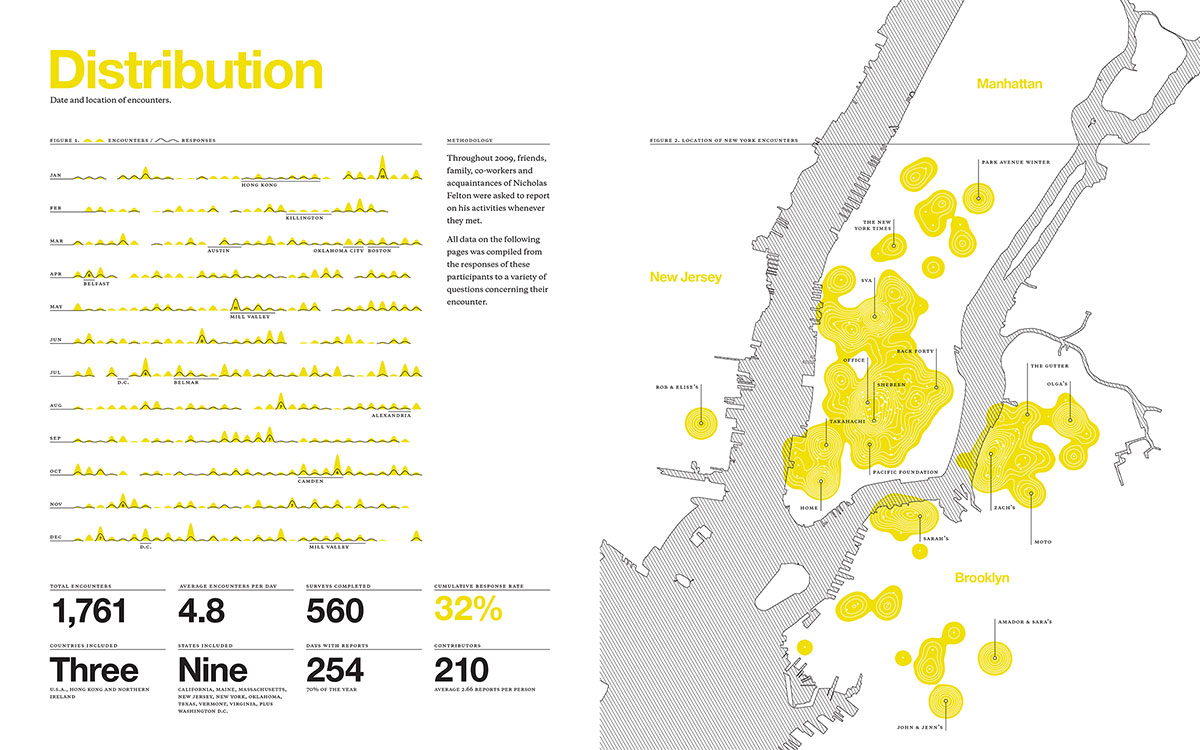 Distribution
Date and location of encounters.
FIGURE 1. ENCOUNTERS / RESPONSES
JAN
HONG KONG
FEB
KILLINGTON
MAR
AUSTIN
OKLAHOMA CITY
BOSTON
APR
BELFAST
MAY
MILL VALLEY
JUN
JUL
D.C.
BELMAR
AUG
ALEXANDRIA
SEP
OCT
CAMDEN
NOV
DEC
D.C.
MILL VALLEY
METHODOLOGY
Throughout 2009, friends,
family, co-workers and
acquaintances of Nicholas
Felton were asked to report
on his activities whenever
they met.
All data on the following
pages was compiled from
the responses of these
participants to a variety of
questions concerning their
encounter.
TOTAL ENCOUNTERS
1,761
AVERAGE ENCOUNTERS PER DAY
4.8
SURVEYS COMPLETED
560
CUMULATIVE RESPONSE RATE
32%
COUNTRIES INCLUDED
Three
U.S.A., HONG KONG AND NORTHERN
IRELAND
STATES INCLUDED
Nine
CALIFORNIA, MAINE, MASSACHUSETTS,
NEW JERSEY, NEW YORK, OKLAHOMA,
TEXAS, VERMONT, VIRGINIA, PLUS
WASHINGTON D.C.
DAYS WITH REPORTS
254
70% OF THE YEAR
CONTRIBUTORS
210
AVERAGE 2.66 REPORTS PER PERSON
FIGURE 2. LOCATION OF NEW YORK ENCOUNTERS
Manhattan
PARK AVENUE WINTER
THE NEW
YORK TIMES
New Jersey
SVA
BACK FORTY
OFFICE
THE GUTTER
SHEBEEN
OLGA'S
ROB & ELISE'S
TAKAHACHI
PACIFIC FOUNDATION
HOME
ZACH'S
SARAH'S
MOTO
Brooklyn
AMADOR & SARA'S
JOHN & JENN'S